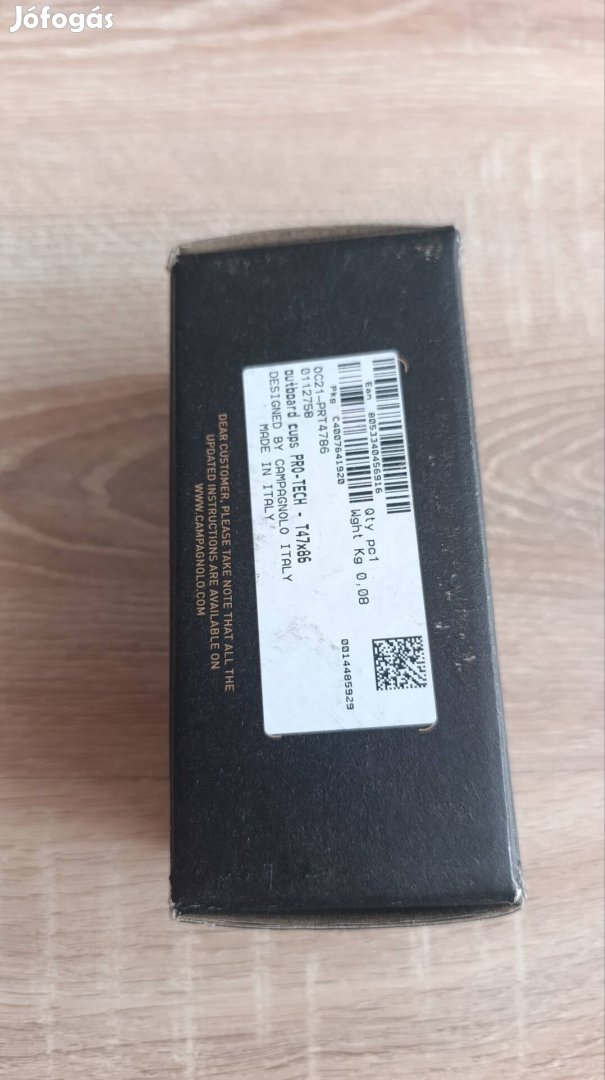 Jófogás
OC21-PRT4786
0112758
outboard cups PRO-TECH - T47x86
DESIGNED BY CAMPAGNOLO ITALY
MADE IN ITALY
Ean 8053340456916
Pkg C4007641920
Qty pc1
Wght Kg 0,08
0014485929
DEAR CUSTOMER, PLEASE TAKE NOTE THAT ALL THE
UPDATED INSTRUCTIONS ARE AVAILABLE ON
WWW.CAMPAGNOLO.COM